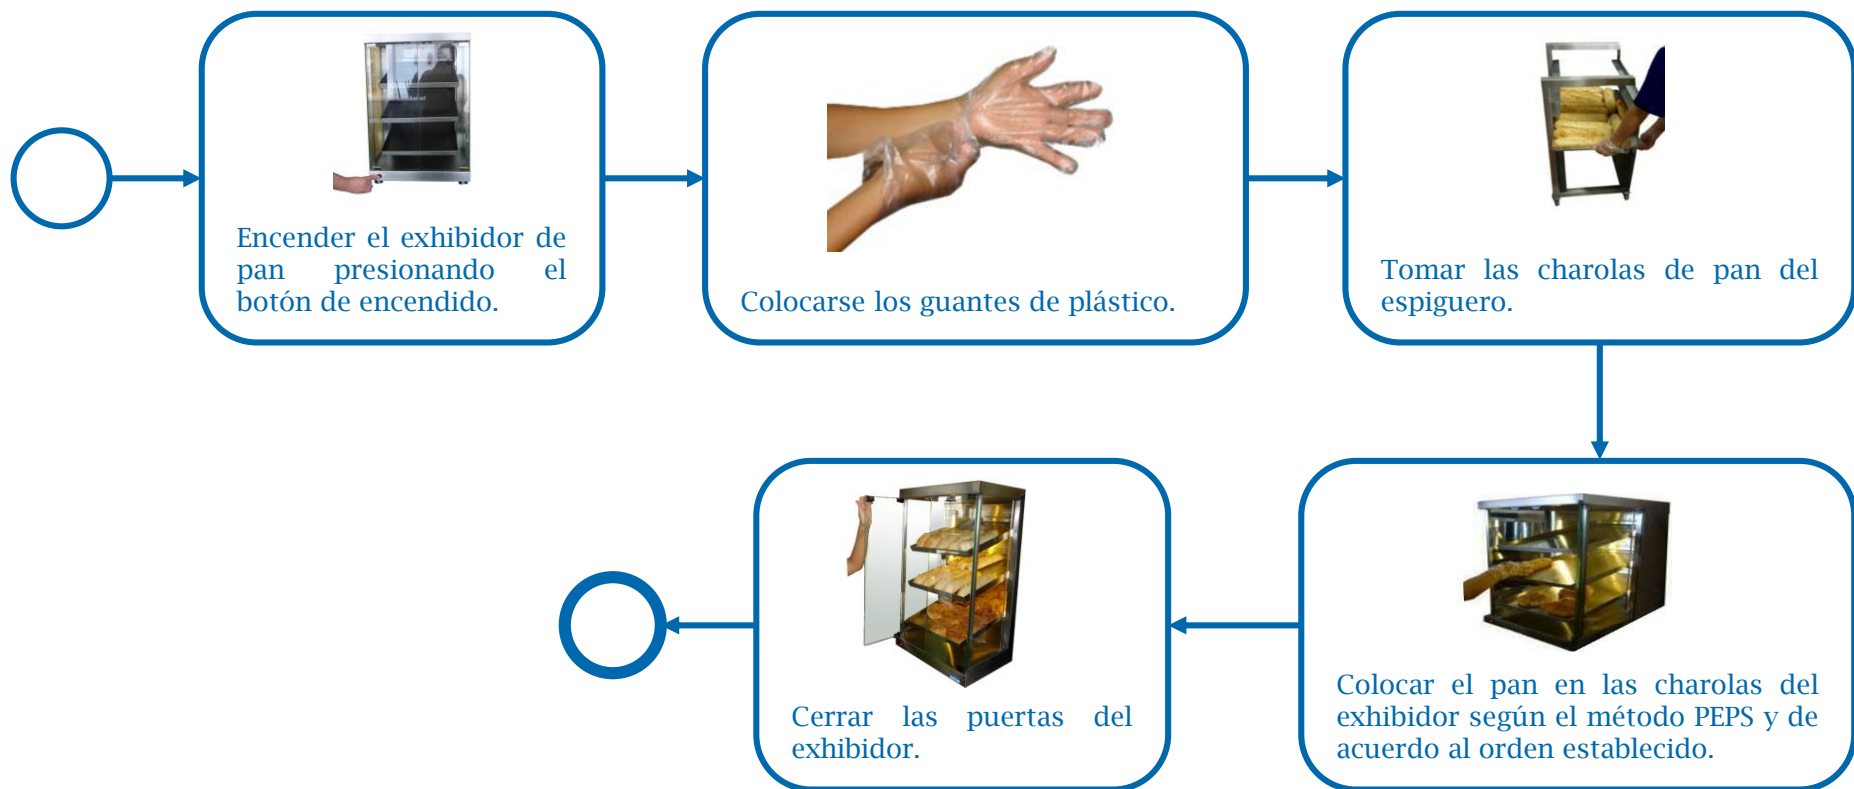 Encender el exhibidor de
pan presionando el
botón de encendido.
Colocarse los guantes de plástico.
Tomar las charolas de pan del
espiguero.
Colocar el pan en las charolas del
exhibidor según el método PEPS y de
acuerdo al orden establecido.
Cerrar las puertas del
exhibidor.